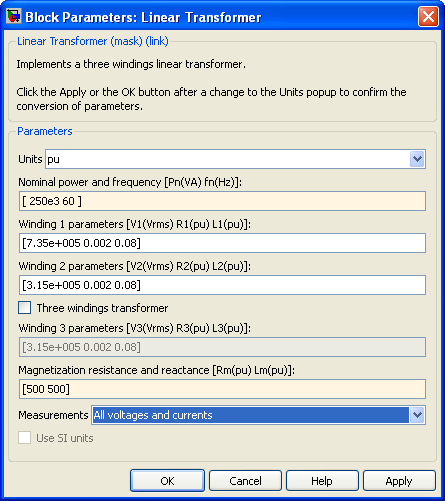 Block Parameters: Linear Transformer
Linear Transformer (mask) (link)
Implements a three windings linear transformer.
Click the Apply or the OK button after a change to the Units popup to confirm the
conversion of parameters.
Parameters
Units pu
Nominal power and frequency [Pn(VA) fn(Hz)]:
[ 250e3 60 ]
Winding 1 parameters [V1(Vrms) R1(pu) L1(pu)]:
[7.35e+005 0.002 0.08]
Winding 2 parameters [V2(Vrms) R2(pu) L2(pu)]:
[3.15e+005 0.002 0.08]
Three windings transformer
Winding 3 parameters [V3(Vrms) R3(pu) L3(pu)]:
[3.15e+005 0.002 0.08]
Magnetization resistance and reactance [Rm(pu) Lm(pu)]:
[500 500]
Measurements All voltages and currents
Use SI units
OK Cancel Help Apply